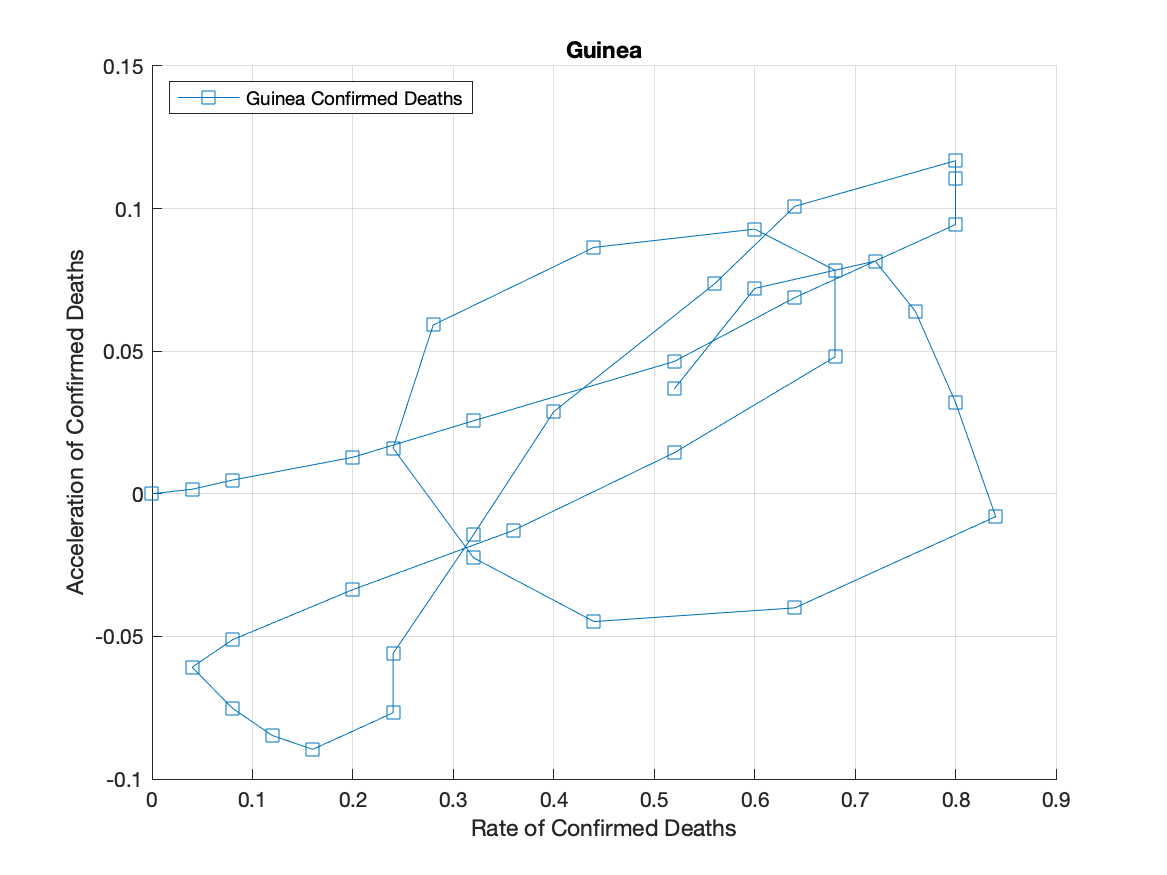 Guinea
Guinea Confirmed Deaths
Acceleration of Confirmed Deaths
0.15
0.1
0.05
0
-0.05
-0.1
0 0.1 0.2 0.3 0.4 0.5 0.6 0.7 0.8 0.9
Rate of Confirmed Deaths